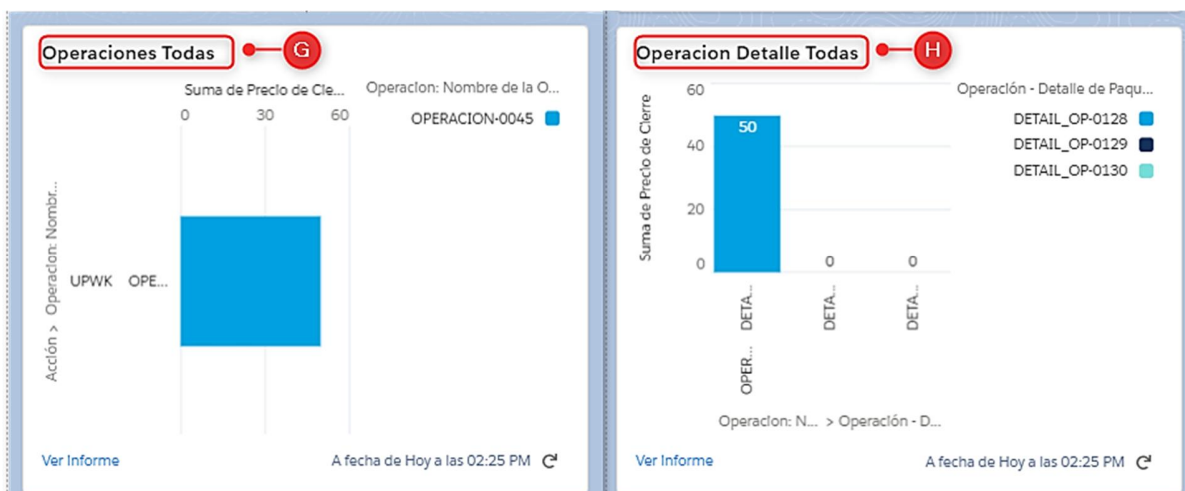 Operaciones Todas
G
Suma de Precio de Cie...
Operacion: Nombre de la O...
0 30 60
OPERACION-0045
Acción > Operacion: Nombr...
UPWK OPE...
Ver Informe
A fecha de Hoy a las 02:25 PM
Operacion Detalle Todas
H
Operación - Detalle de Paqu...
DETAIL_OP-0128
DETAIL_OP-0129
DETAIL_OP-0130
Suma de Precio de Cierre
60
40
20
0
50
0
0
DETA...
DETA...
DETA...
OPER...
Operacion: N... > Operación - D...
Ver Informe
A fecha de Hoy a las 02:25 PM